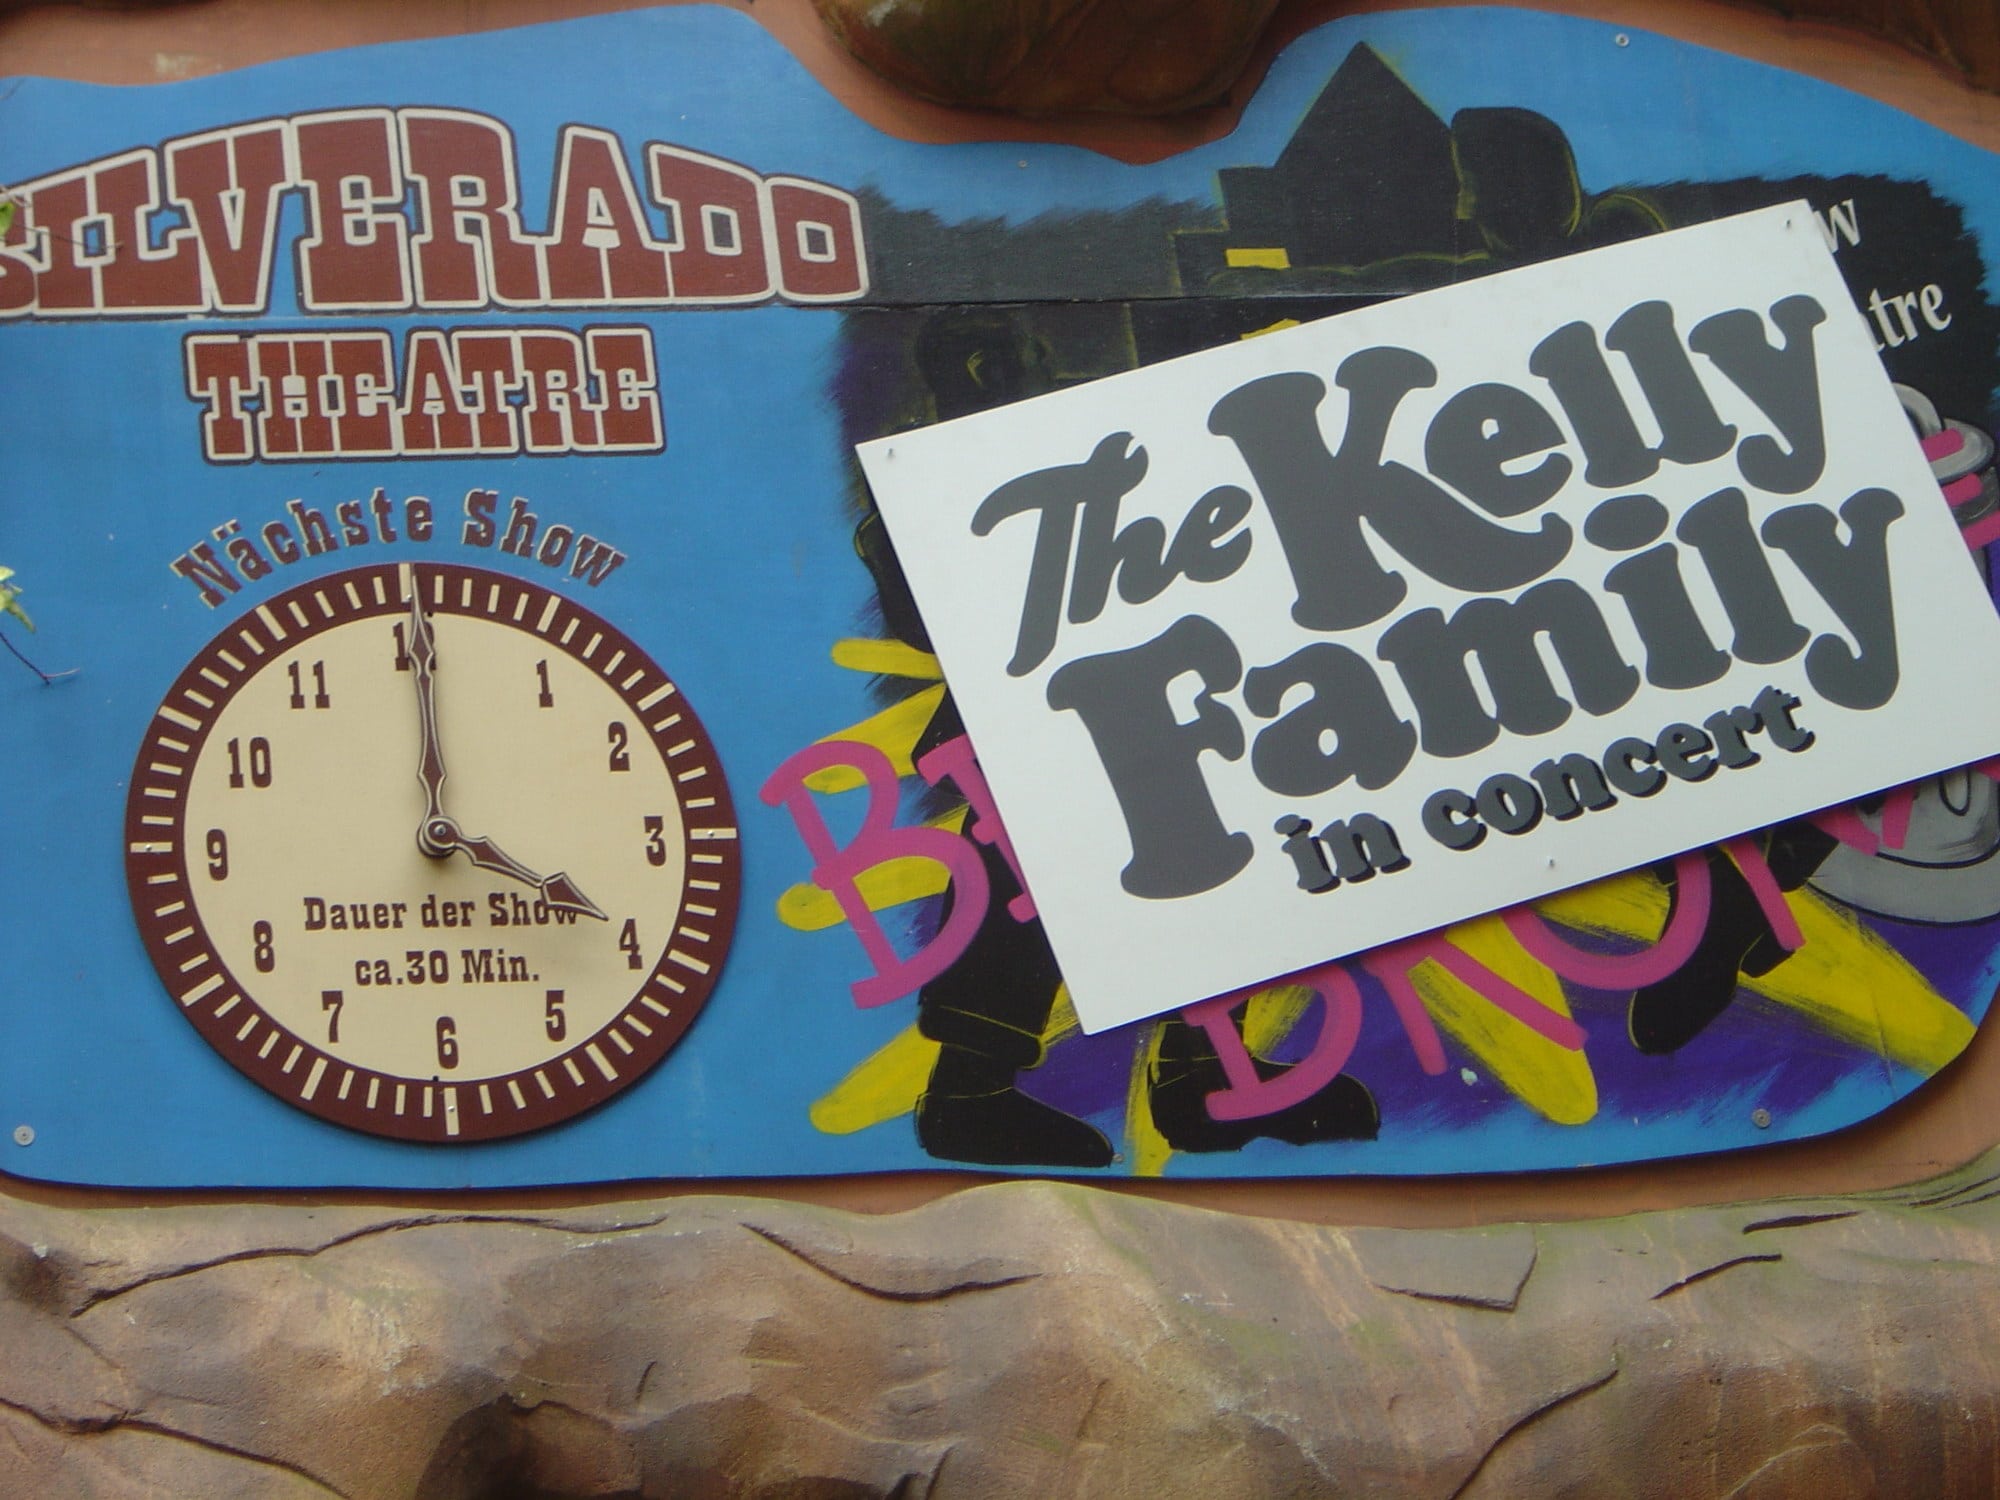 SILVERADO
THEATRE
Nächste Show
12
11
1
10
2
9
3
Dauer der Show
ca.30 Min.
8
4
7
5
6
The Kelly
Family
in concert